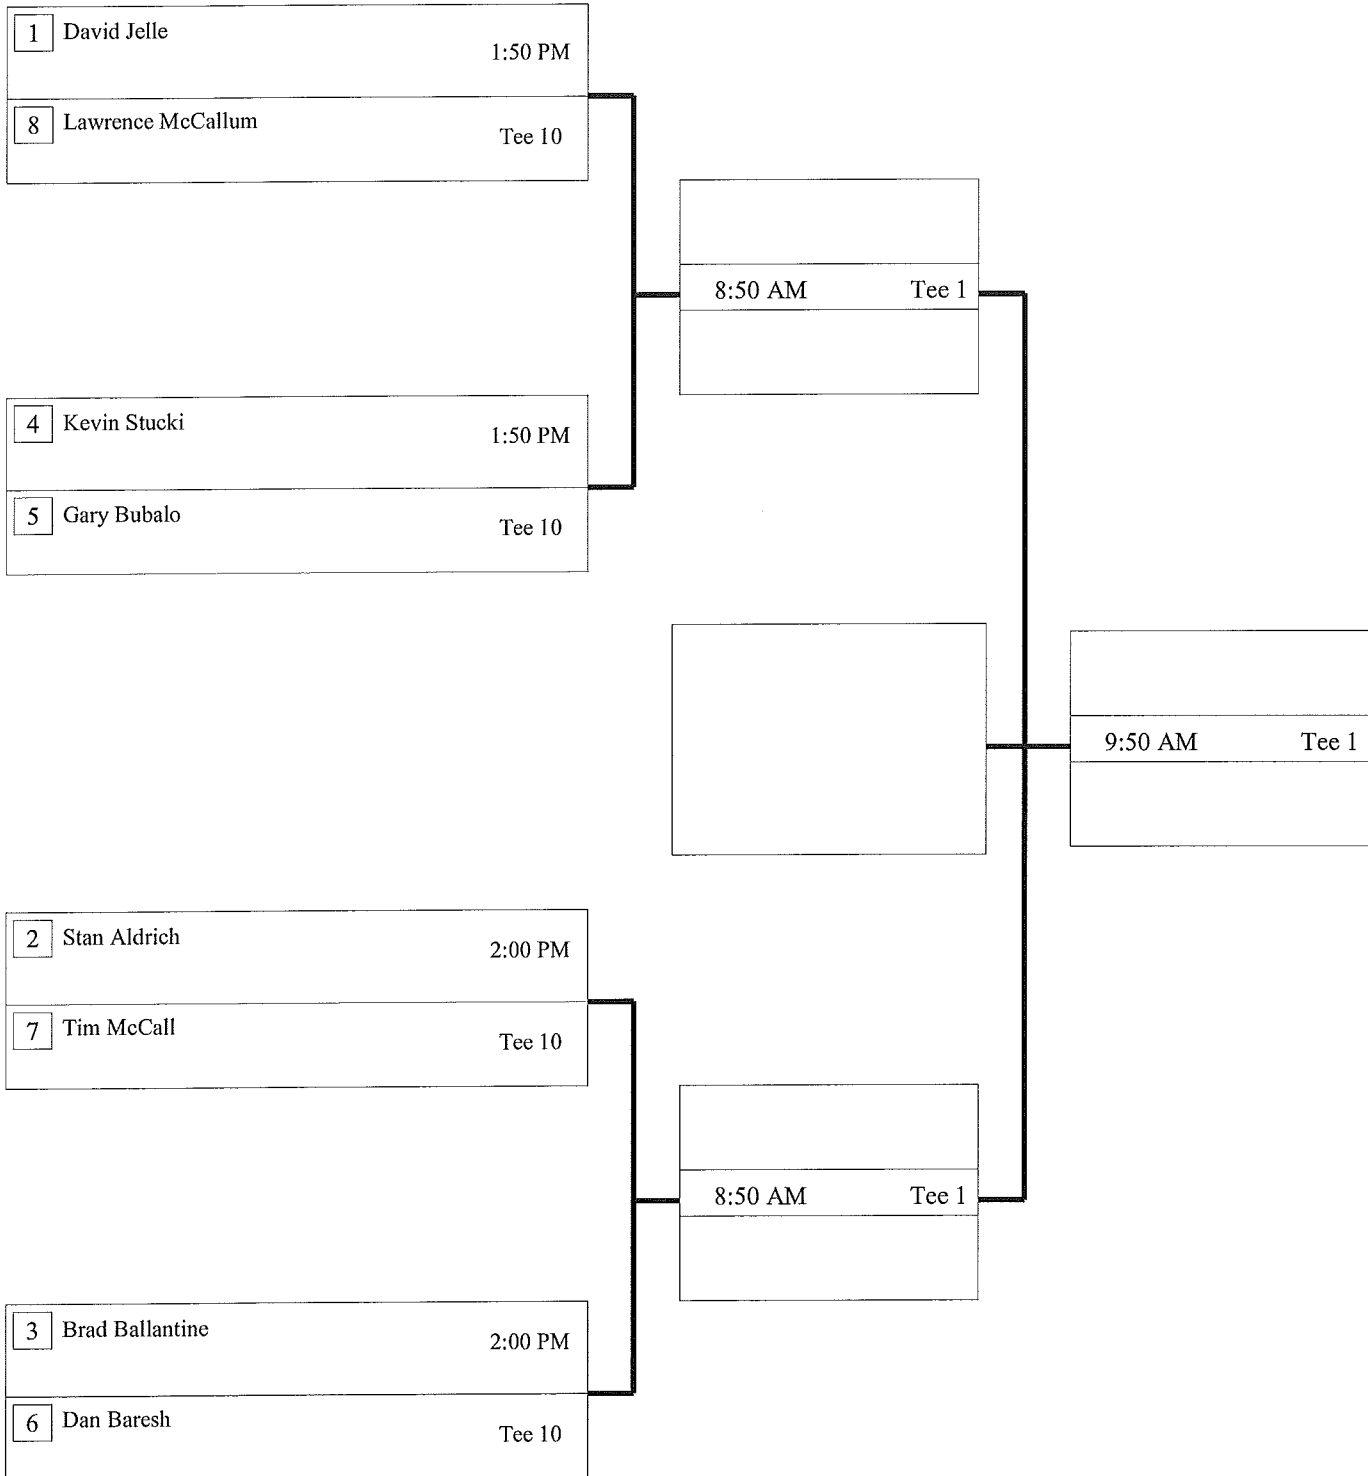 1 David Jelle
1:50 PM
8 Lawrence McCallum
Tee 10
8:50 AM Tee 1
4 Kevin Stucki
1:50 PM
5 Gary Bubalo
Tee 10
9:50 AM Tee 1
2 Stan Aldrich
2:00 PM
7 Tim McCall
Tee 10
8:50 AM Tee 1
3 Brad Ballantine
2:00 PM
6 Dan Baresh
Tee 10